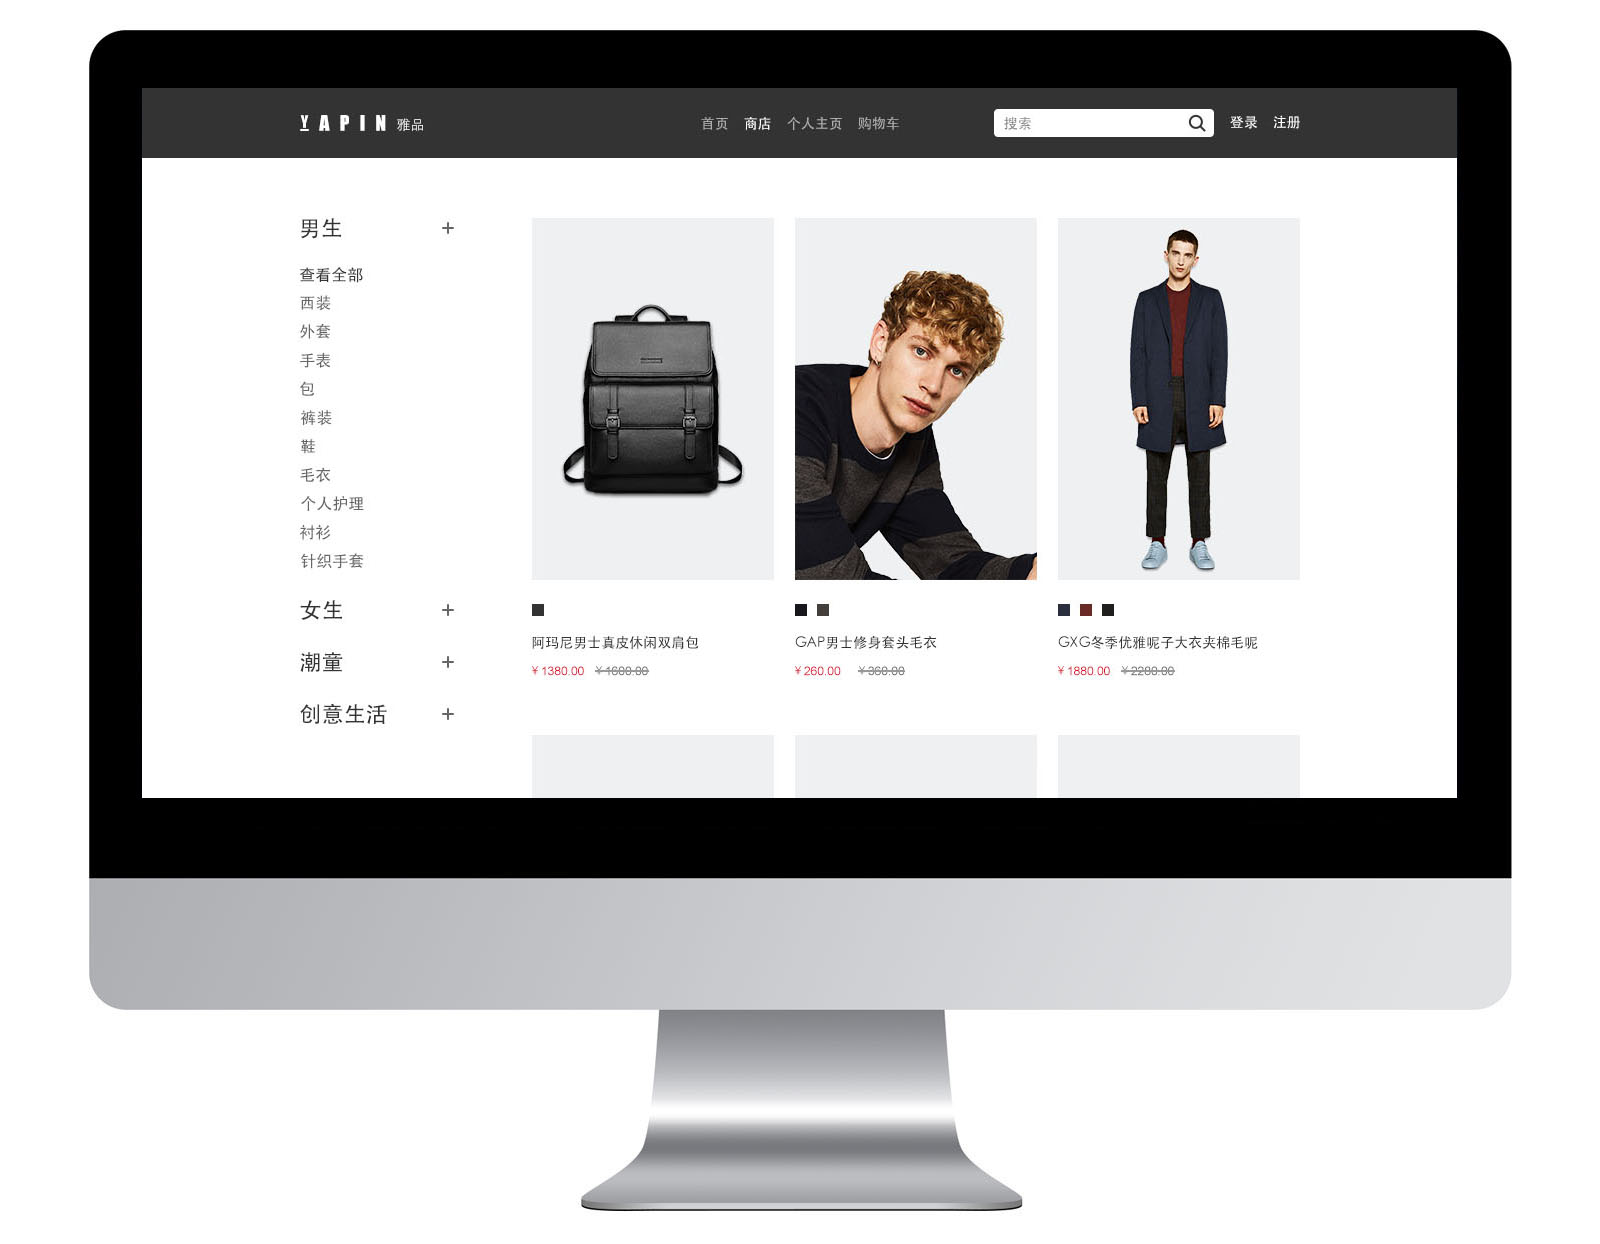 YAPIN 雅品
首页 商店 个人主页 购物车
搜索
登录 注册
男生 +
查看全部
西装
外套
手表
包
裤装
鞋
毛衣
个人护理
衬衫
针织手套
女生 +
潮童 +
创意生活 +
阿玛尼男士真皮休闲双肩包
¥1380.00 ¥1600.00
GAP男士修身套头毛衣
¥260.00 ¥360.00
GXG冬季优雅呢子大衣夹棉毛呢
¥1880.00 ¥2280.00